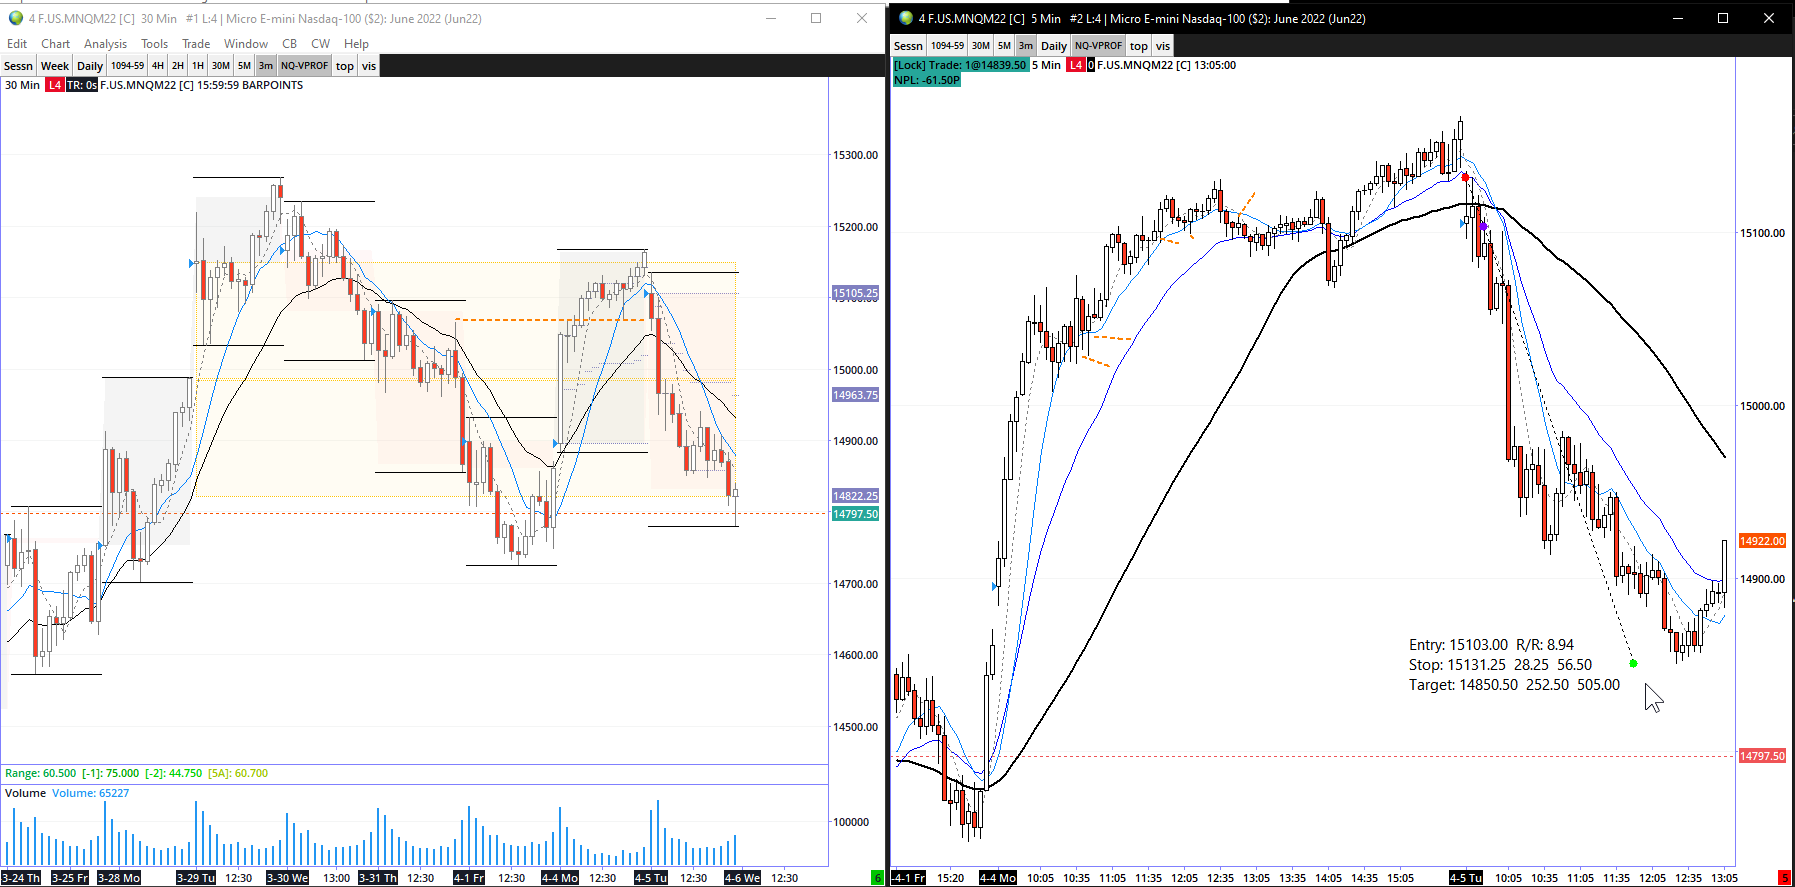 4 F.US.MNQM22 [C]  30 Min  #1 L:4 | Micro E-mini Nasdaq-100 ($2): June 2022 (Jun22)
Edit Chart Analysis Tools Trade Window CB CW Help
Sessn Week Daily 1094-59 4H 2H 1H 30M 5M 3m NQ-VPROF top vis
30 Min L4 TR: 0s F.US.MNQM22 [C] 15:59:59 BARPOINTS
15300.00
15200.00
15105.25
15000.00
14963.75
14900.00
14822.25
14797.50
14700.00
14600.00
14500.00
Range: 60.500 [-1]: 75.000 [-2]: 44.750 [5A]: 60.700
Volume Volume: 65227
100000
3-24 Th 3-25 Fr 3-28 Mo 3-29 Tu 12:30 3-30 We 13:00 3-31 Th 4-1 Fr 12:30 4-4 Mo 4-5 Tu 12:30 4-6 We 12:30 6
4 F.US.MNQM22 [C]  5 Min  #2 L:4 | Micro E-mini Nasdaq-100 ($2): June 2022 (Jun22)
Sessn 1094-59 30M 5M 3m Daily NQ-VPROF top vis
[Lock] Trade: 1@14839.50 5 Min L4 0 F.US.MNQM22 [C] 13:05:00
NPL: -61.50P
15100.00
15000.00
14922.00
14900.00
Entry: 15103.00 R/R: 8.94
Stop: 15131.25 28.25 56.50
Target: 14850.50 252.50 505.00
14797.50
4-1 Fr 15:20 4-4 Mo 10:05 10:35 11:05 11:35 12:05 12:35 13:05 13:35 14:05 14:35 15:05 4-5 Tu 10:05 10:35 11:05 11:35 12:05 12:35 13:05 5